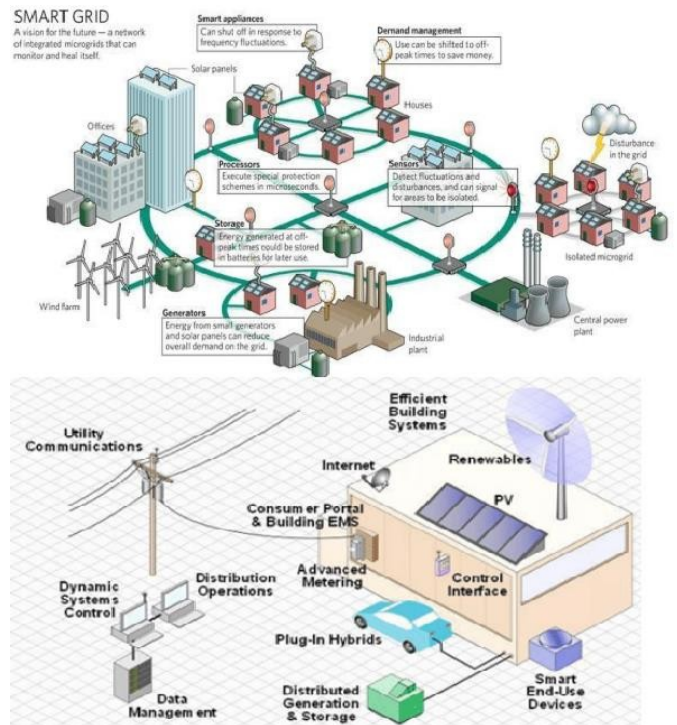 SMART GRID
A vision for the future — a network
of integrated microgrids that can
monitor and heal itself.
Smart appliances
Can shut off in response to
frequency fluctuations.
Demand management
Use can be shifted to off-
peak times to save money.
Solar panels
Houses
Offices
Disturbance
in the grid
Processors
Execute special protection
schemes in microseconds.
Sensors
Detect fluctuations and
disturbances, and can signal
for areas to be isolated.
Storage
Energy generated at off-
peak times could be stored
in batteries for later use.
Isolated microgrid
Wind farm
Generators
Energy from small generators
and solar panels can reduce
overall demand on the grid.
Industrial
plant
Central power
plant
Efficient
Building
Systems
Utility
Communications
Renewables
Internet
PV
Consumer Portal
& Building EMS
Advanced
Metering
Control
Interface
Distribution
Operations
Dynamic
Systems
Control
Plug-In Hybrids
Data
Management
Distributed
Generation
& Storage
Smart
End-Use
Devices